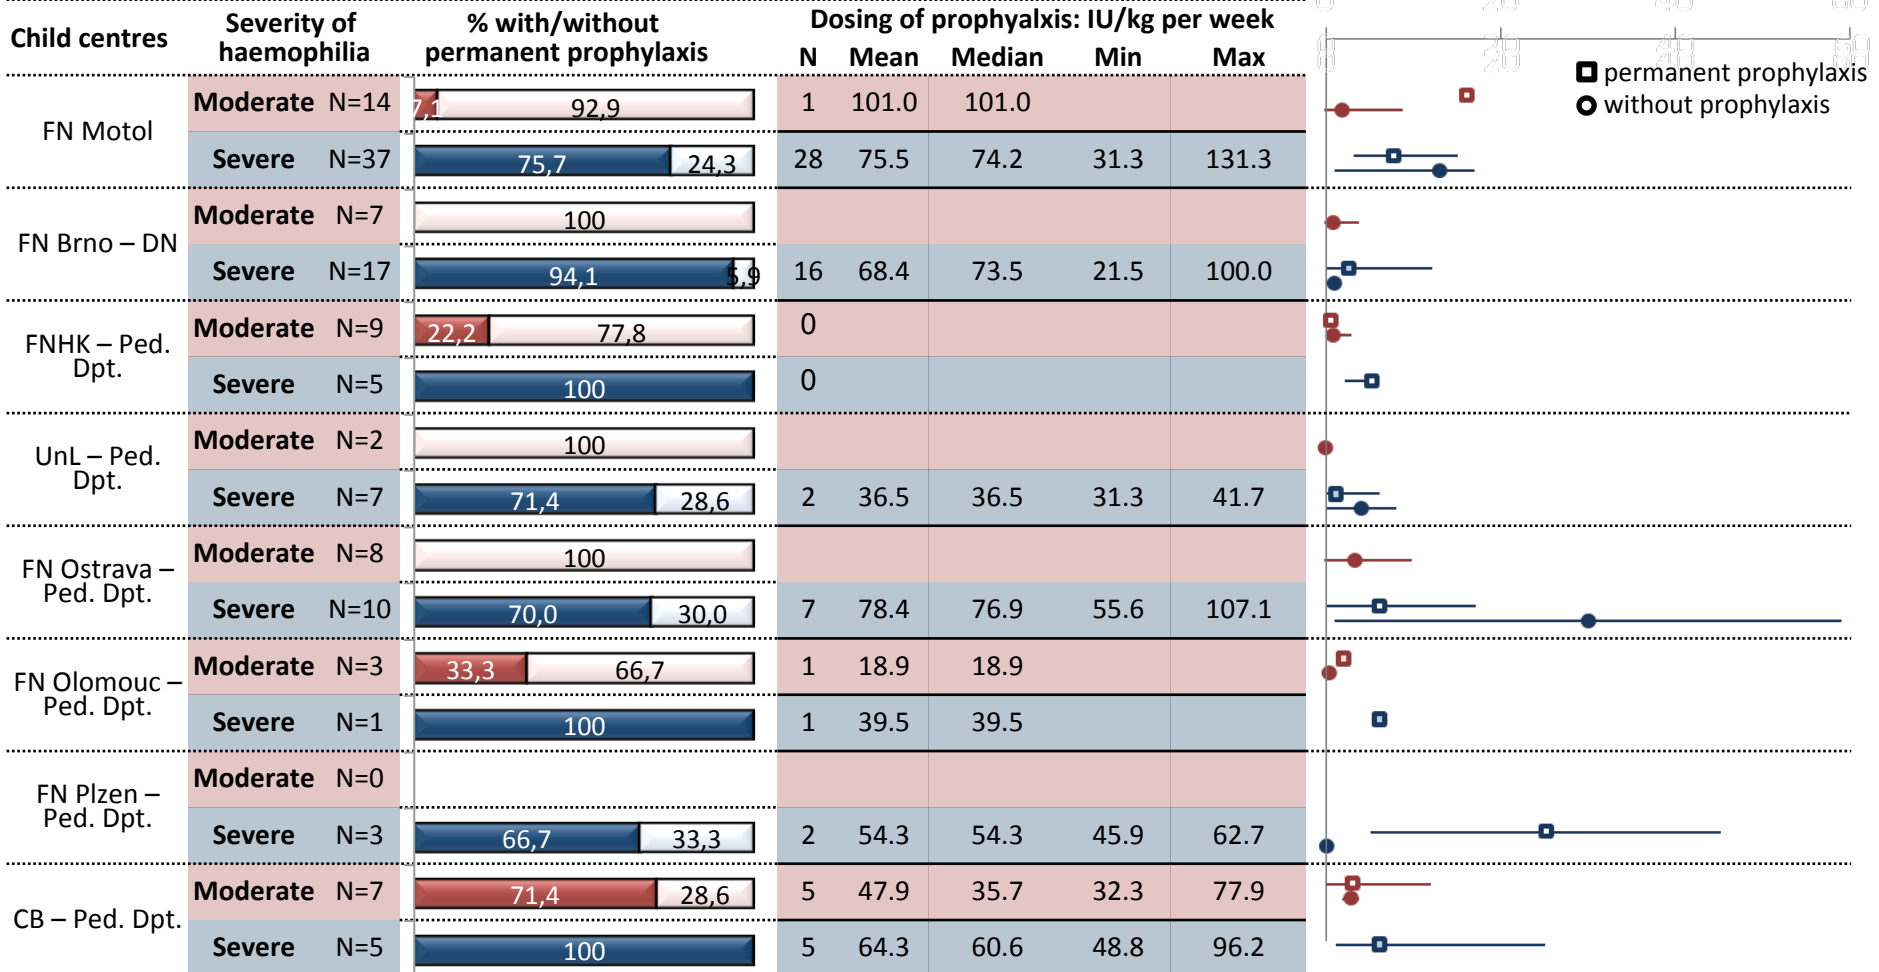 Child centres
Severity of
haemophilia
% with/without
permanent prophylaxis
Dosing of prophyalxis: IU/kg per week
N Mean Median Min Max
0 20 40 60
permanent prophylaxis
without prophylaxis
FN Motol
Moderate N=14 7,1 92,9 1 101.0 101.0
Severe N=37 75,7 24,3 28 75.5 74.2 31.3 131.3
FN Brno – DN
Moderate N=7 100
Severe N=17 94,1 5,9 16 68.4 73.5 21.5 100.0
FNHK – Ped.
Dpt.
Moderate N=9 22,2 77,8 0
Severe N=5 100 0
UnL – Ped.
Dpt.
Moderate N=2 100
Severe N=7 71,4 28,6 2 36.5 36.5 31.3 41.7
FN Ostrava –
Ped. Dpt.
Moderate N=8 100
Severe N=10 70,0 30,0 7 78.4 76.9 55.6 107.1
FN Olomouc –
Ped. Dpt.
Moderate N=3 33,3 66,7 1 18.9 18.9
Severe N=1 100 1 39.5 39.5
FN Plzen –
Ped. Dpt.
Moderate N=0
Severe N=3 66,7 33,3 2 54.3 54.3 45.9 62.7
CB – Ped. Dpt.
Moderate N=7 71,4 28,6 5 47.9 35.7 32.3 77.9
Severe N=5 100 5 64.3 60.6 48.8 96.2